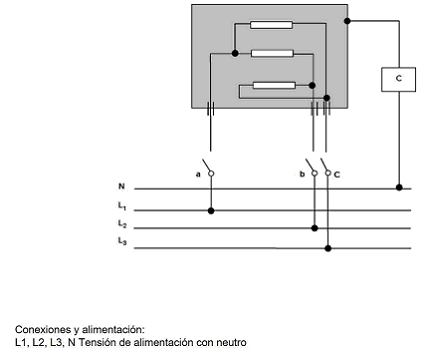 C
a
b
C
N
L1
L2
L3
Conexiones y alimentación:
L1, L2, L3, N Tensión de alimentación con neutro